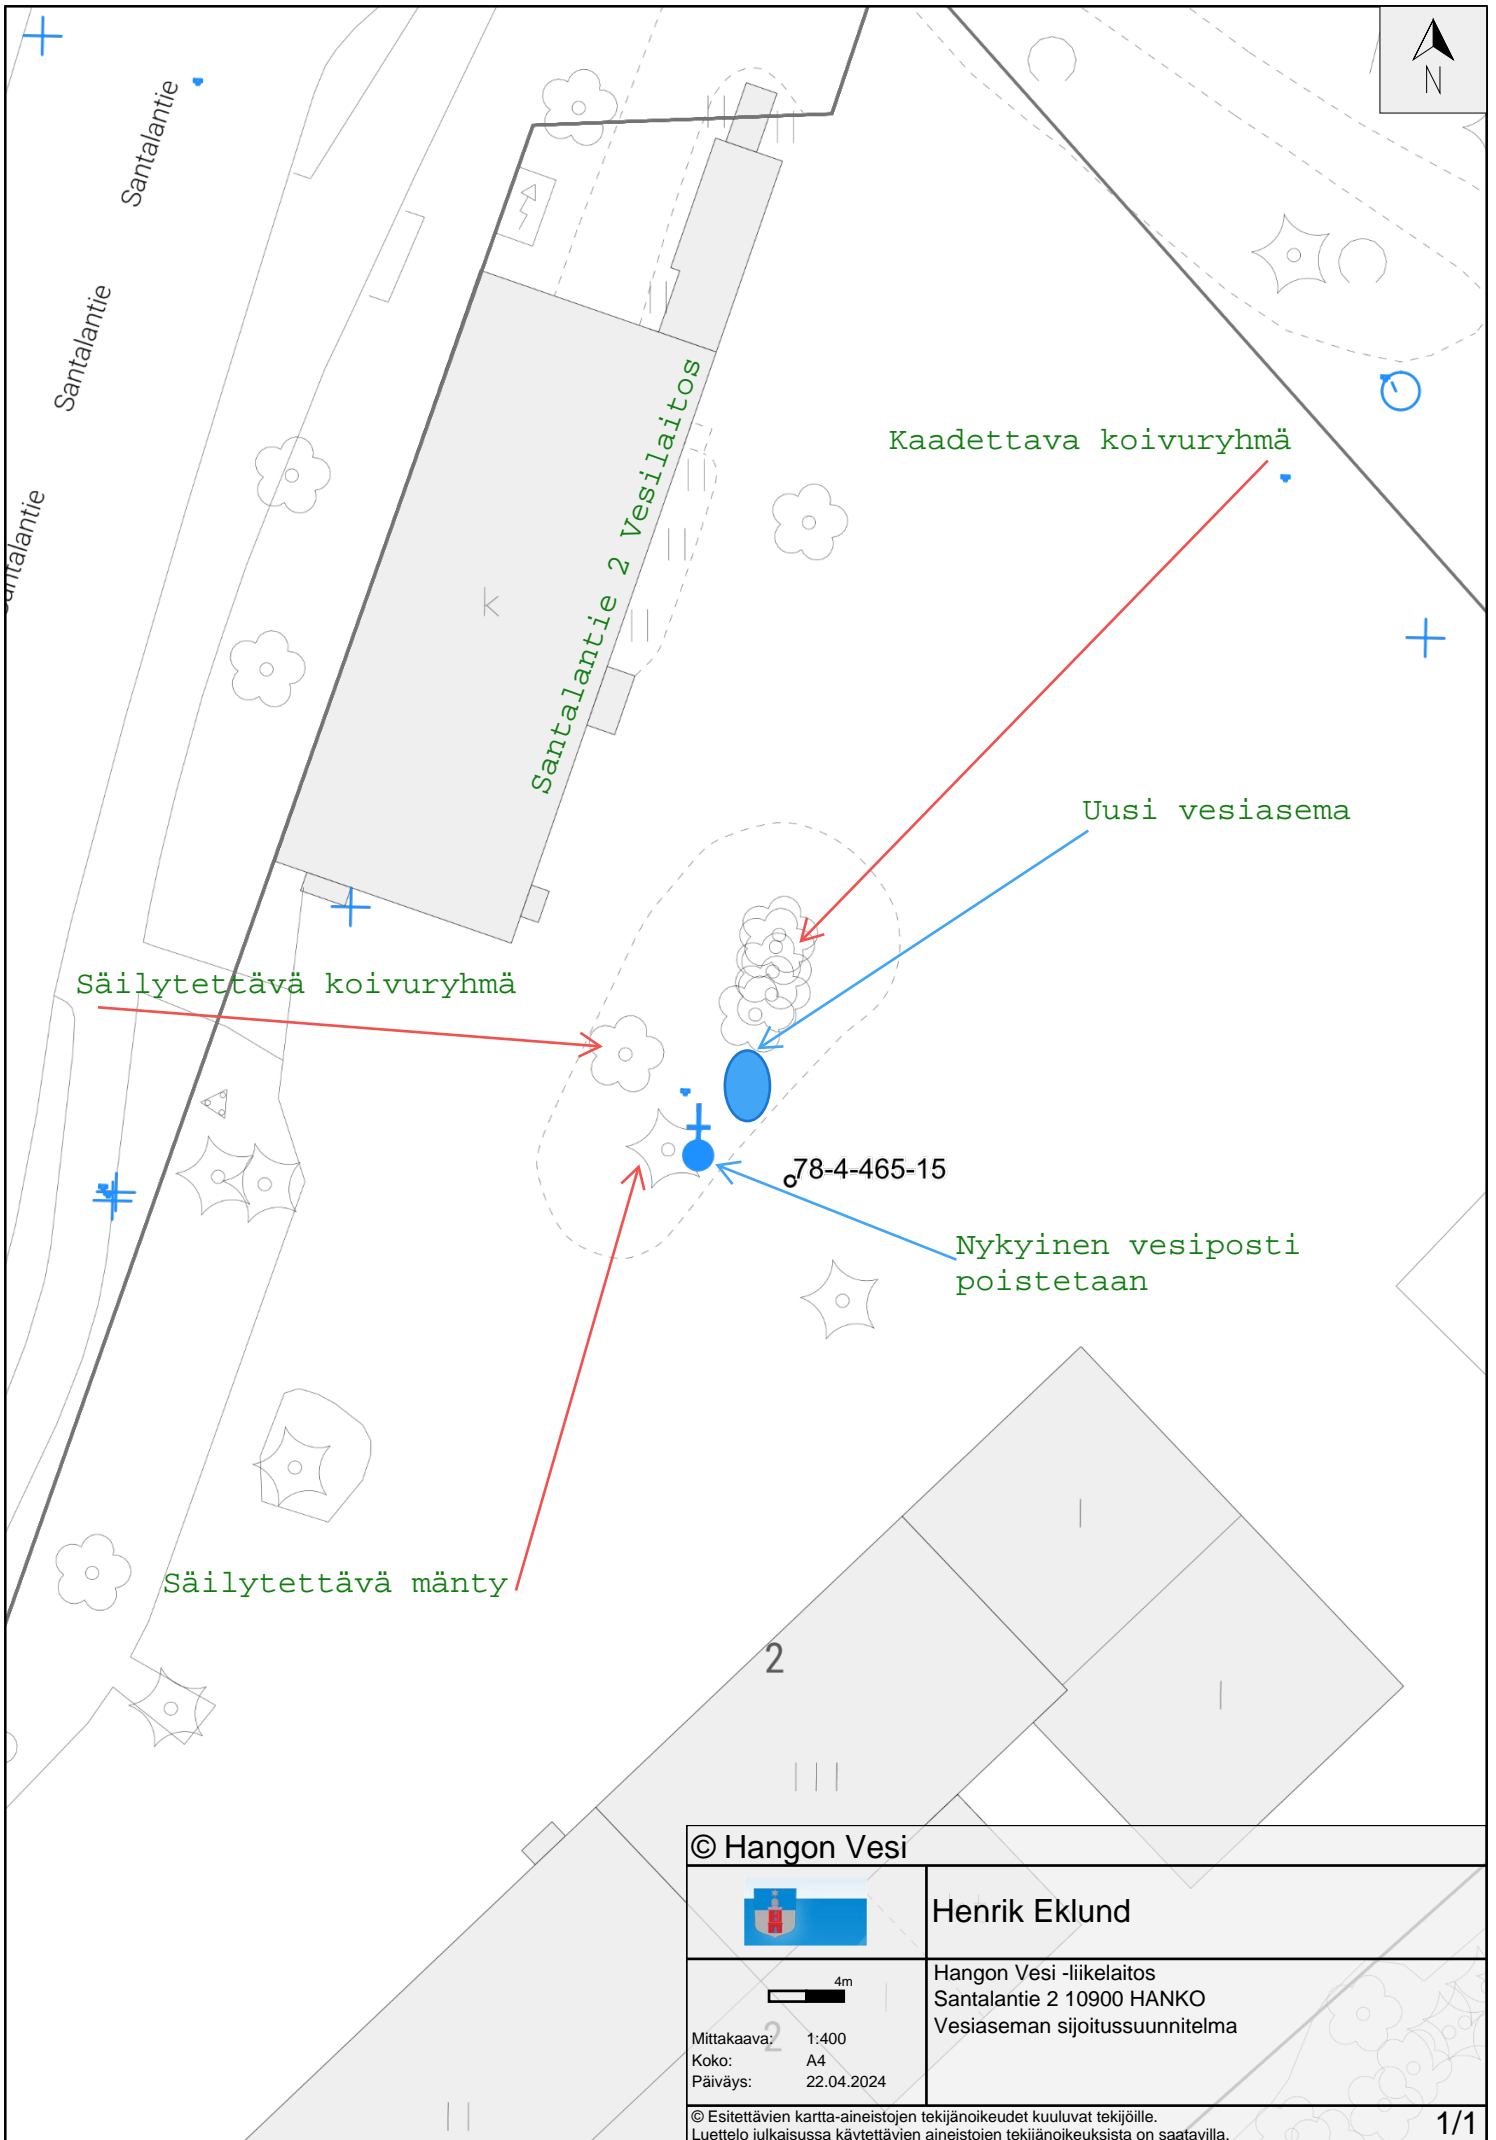 N
Santalantie
Santalantie
Santalantie 2 Vesilaitos
Kaadettava koivuryhmä
k
Uusi vesiasema
Säilytettävä koivuryhmä
78-4-465-15
Nykyinen vesiposti
poistetaan
Säilytettävä mänty
2
© Hangon Vesi
Henrik Eklund
4m
Hangon Vesi -liikelaitos
Santalantie 2 10900 HANKO
Vesiaseman sijoitussuunnitelma
2
Mittakaava: 1:400
Koko: A4
Päiväys: 22.04.2024
© Esitettävien kartta-aineistojen tekijänoikeudet kuuluvat tekijöille.
Luettelo julkaisussa käytettävien aineistojen tekijänoikeuksista on saatavilla.
1/1